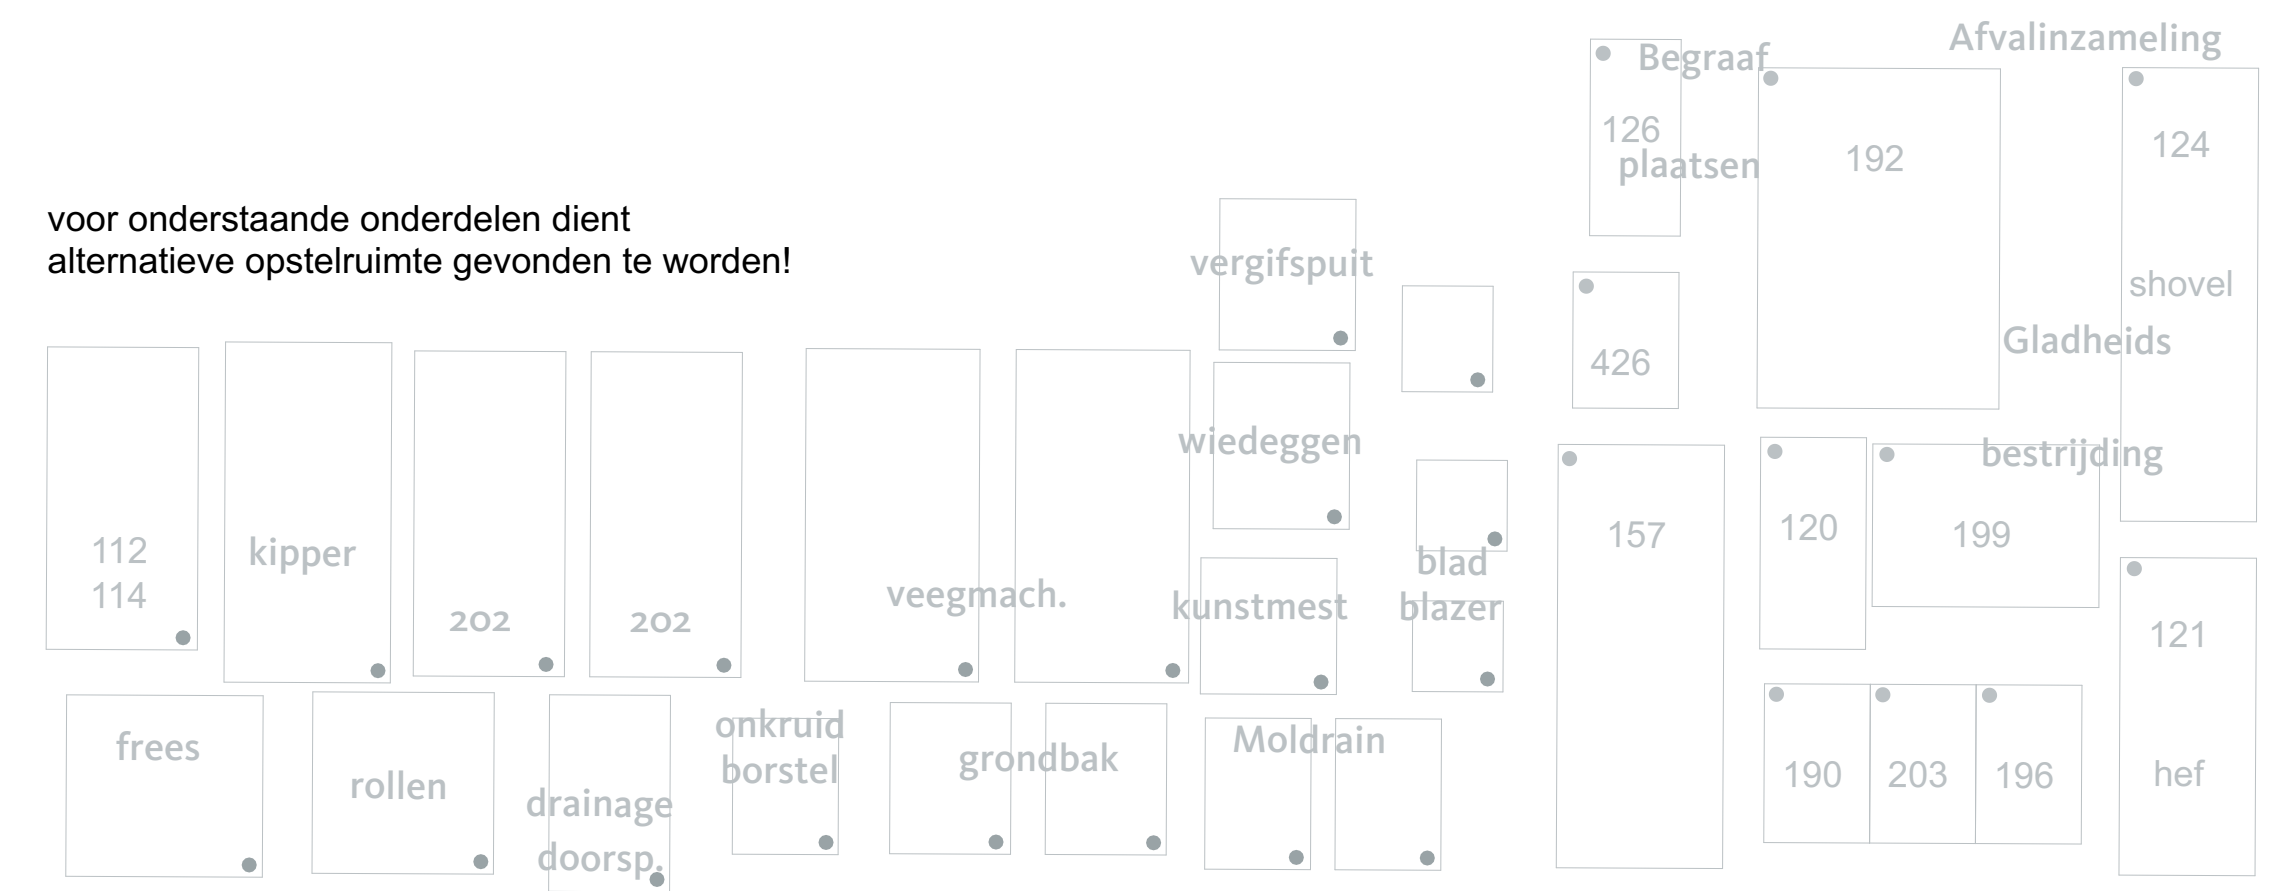 Afvalinzameling
Begraaf
126
plaatsen
192
124
voor onderstaande onderdelen dient
alternatieve opstelruimte gevonden te worden!
vergifspuit
shovel
426
Gladheids
wiedeggen
bestrijding
157
120
199
112
114
kipper
202
202
veegmach.
kunstmest
blad
blazer
121
frees
rollen
drainage
doorsp.
onkruid
borstel
grondbak
Moldrain
190
203
196
hef